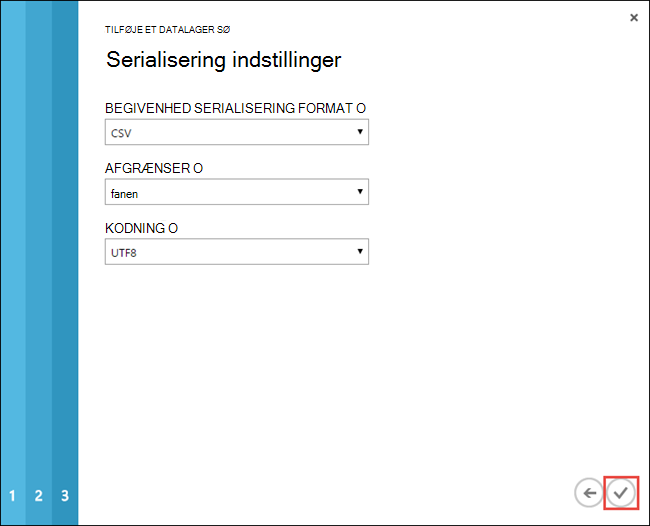 TILFØJE ET DATALAGER SØ
Serialisering indstillinger
BEGIVENHED SERIALISERING FORMAT O
CSV
AFGRÆNSER O
fanen
KODNING O
UTF8
1 2 3